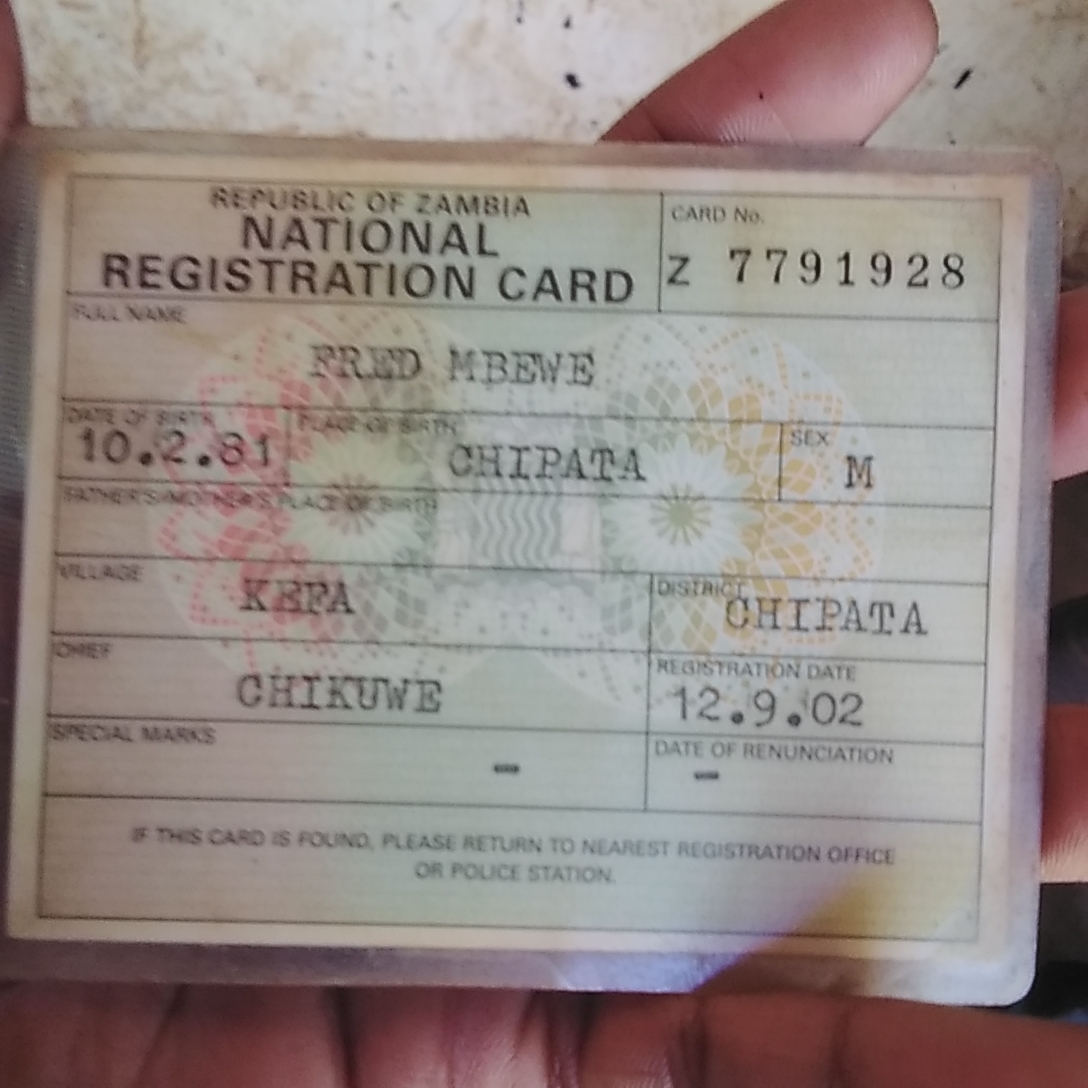 REPUBLIC OF ZAMBIA
NATIONAL
REGISTRATION CARD
CARD No.
Z 7791928
FULL NAME
FRED MBEWE
DATE OF BIRTH
10.2.81
PLACE OF BIRTH
CHIPATA
SEX
M
FATHER'S/MOTHER'S PLACE OF BIRTH
VILLAGE
KEPA
DISTRICT
CHIPATA
CHIEF
CHIKUWE
REGISTRATION DATE
12.9.02
SPECIAL MARKS
-
DATE OF RENUNCIATION
-
IF THIS CARD IS FOUND, PLEASE RETURN TO NEAREST REGISTRATION OFFICE
OR POLICE STATION.